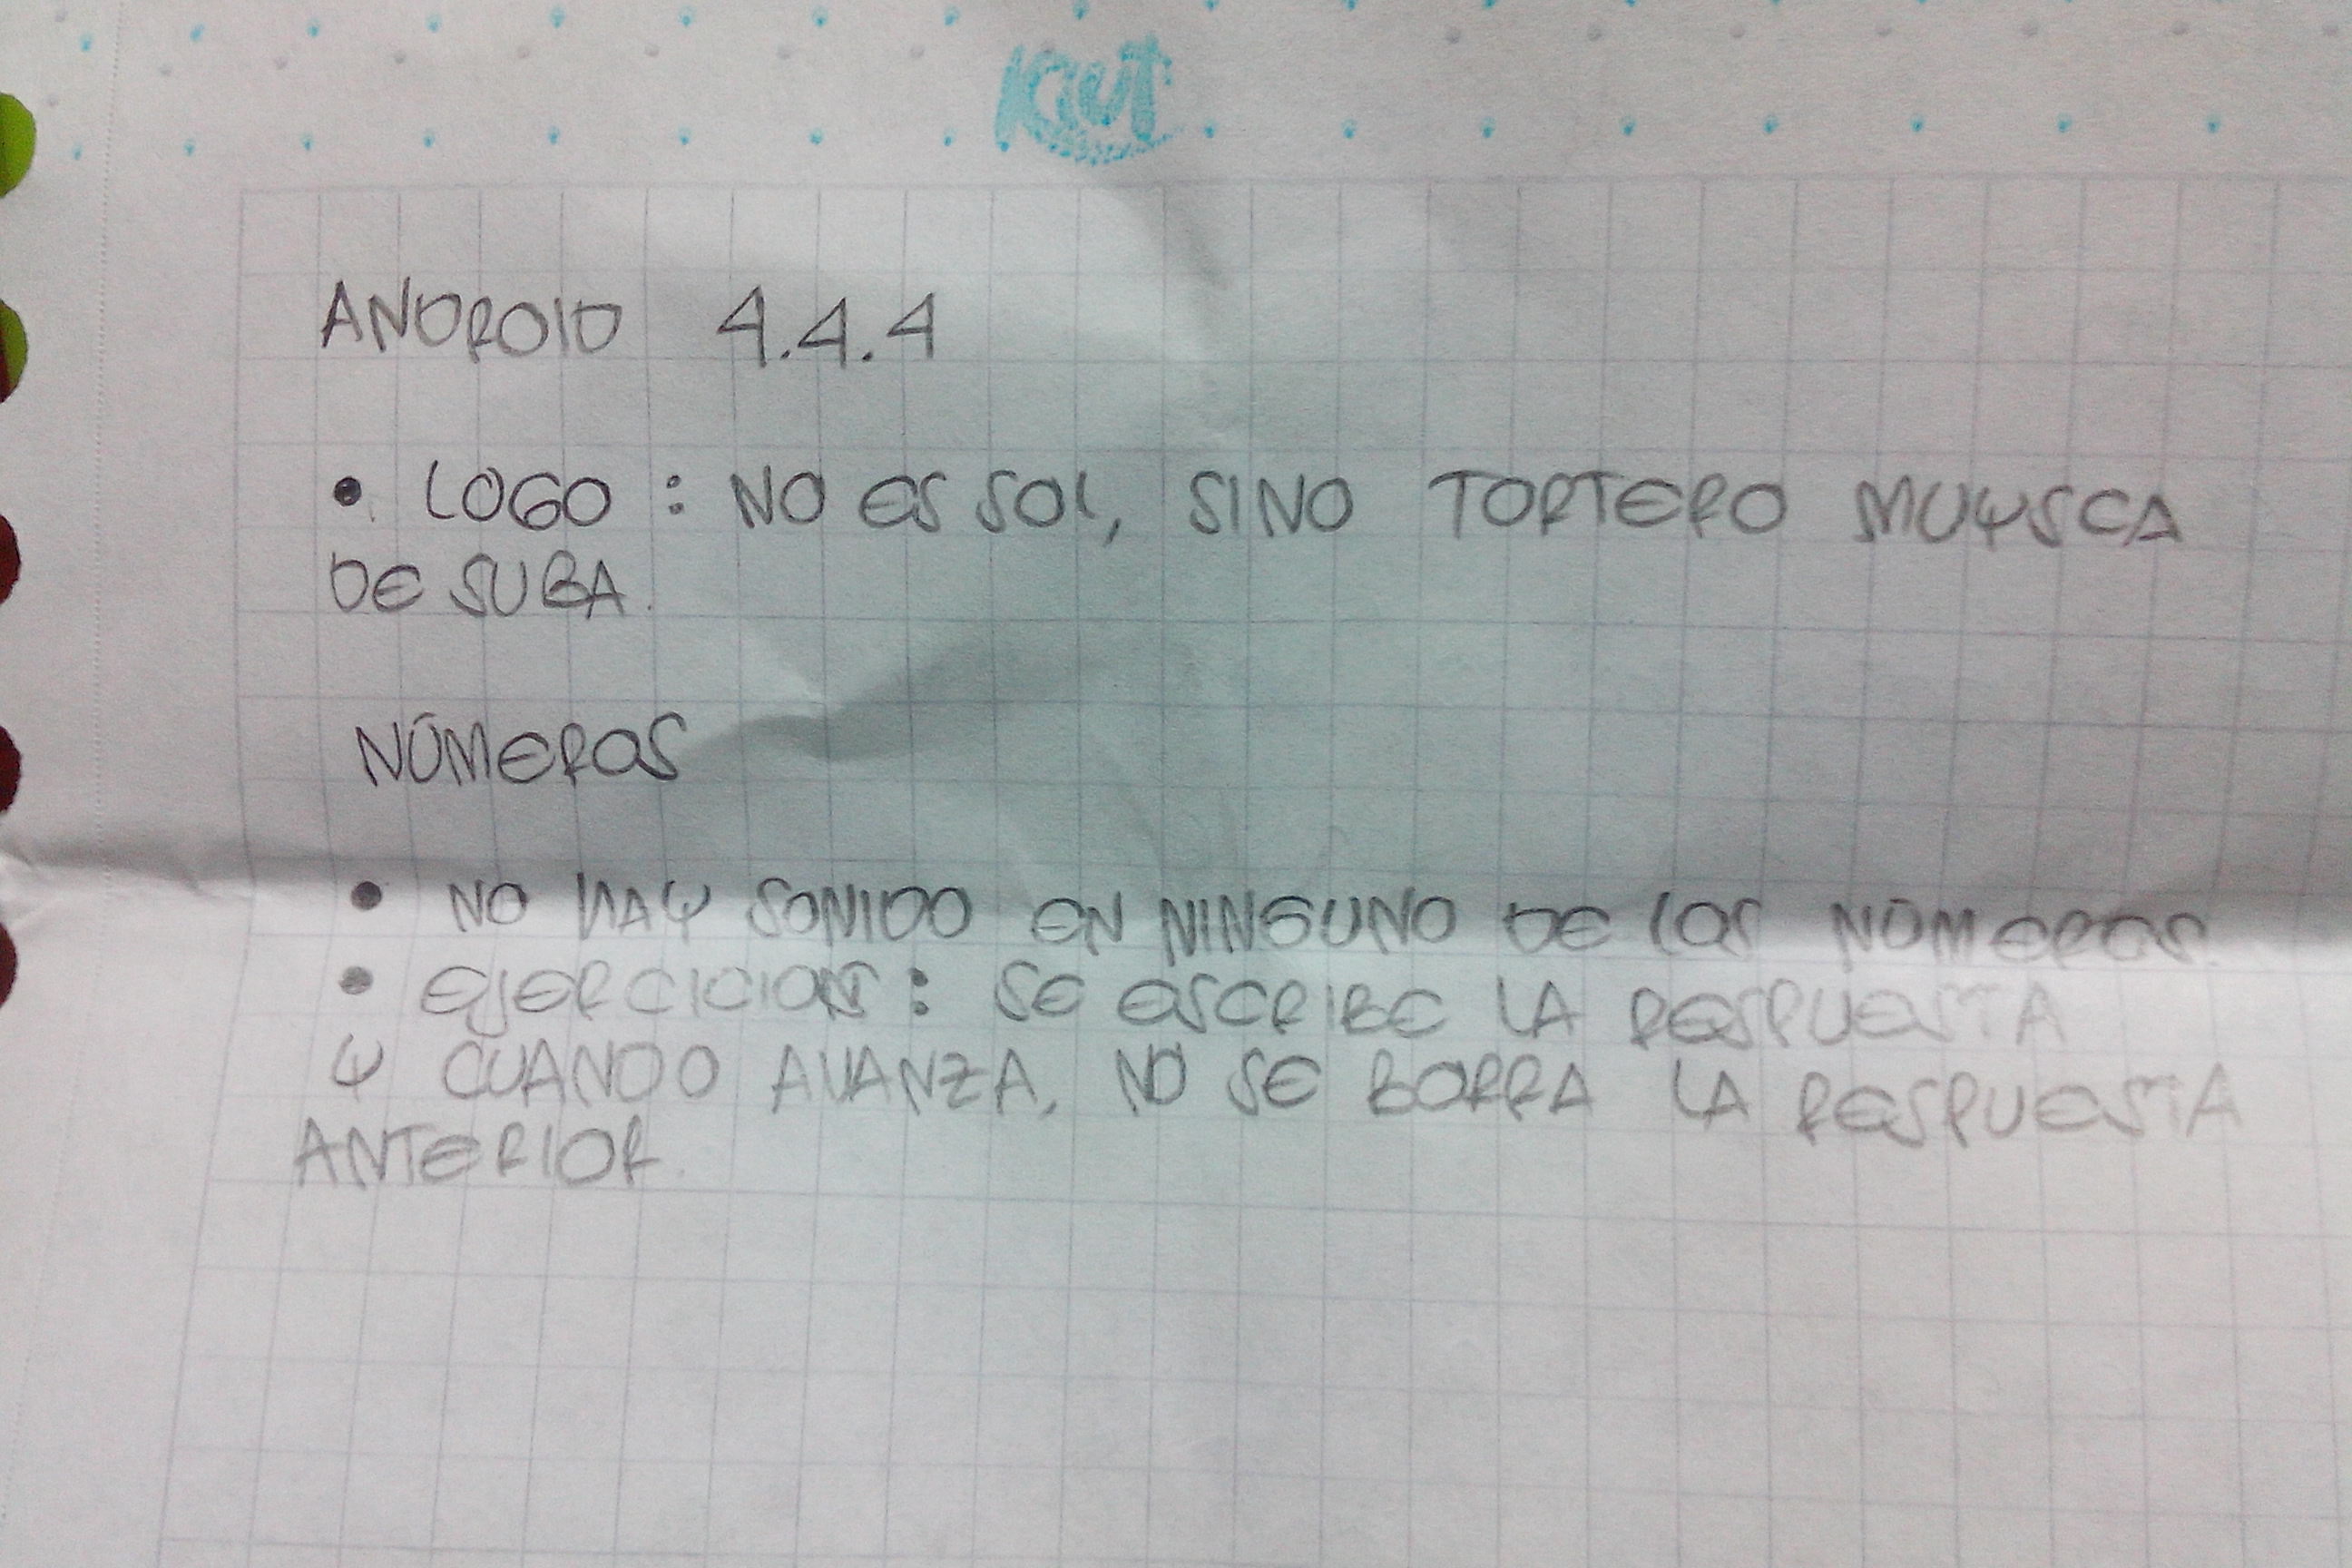 Kiut
ANDROID 4.4.4
• LOGO : NO ES SOL, SINO TORTERO MUYSCA
DE SUBA.
NÚMEROS
• NO HAY SONIDO EN NINGUNO DE LOS NÚMEROS.
• EJERCICIOS : SE ESCRIBE LA RESPUESTA
Y CUANDO AVANZA, NO SE BORRA LA RESPUESTA
ANTERIOR.